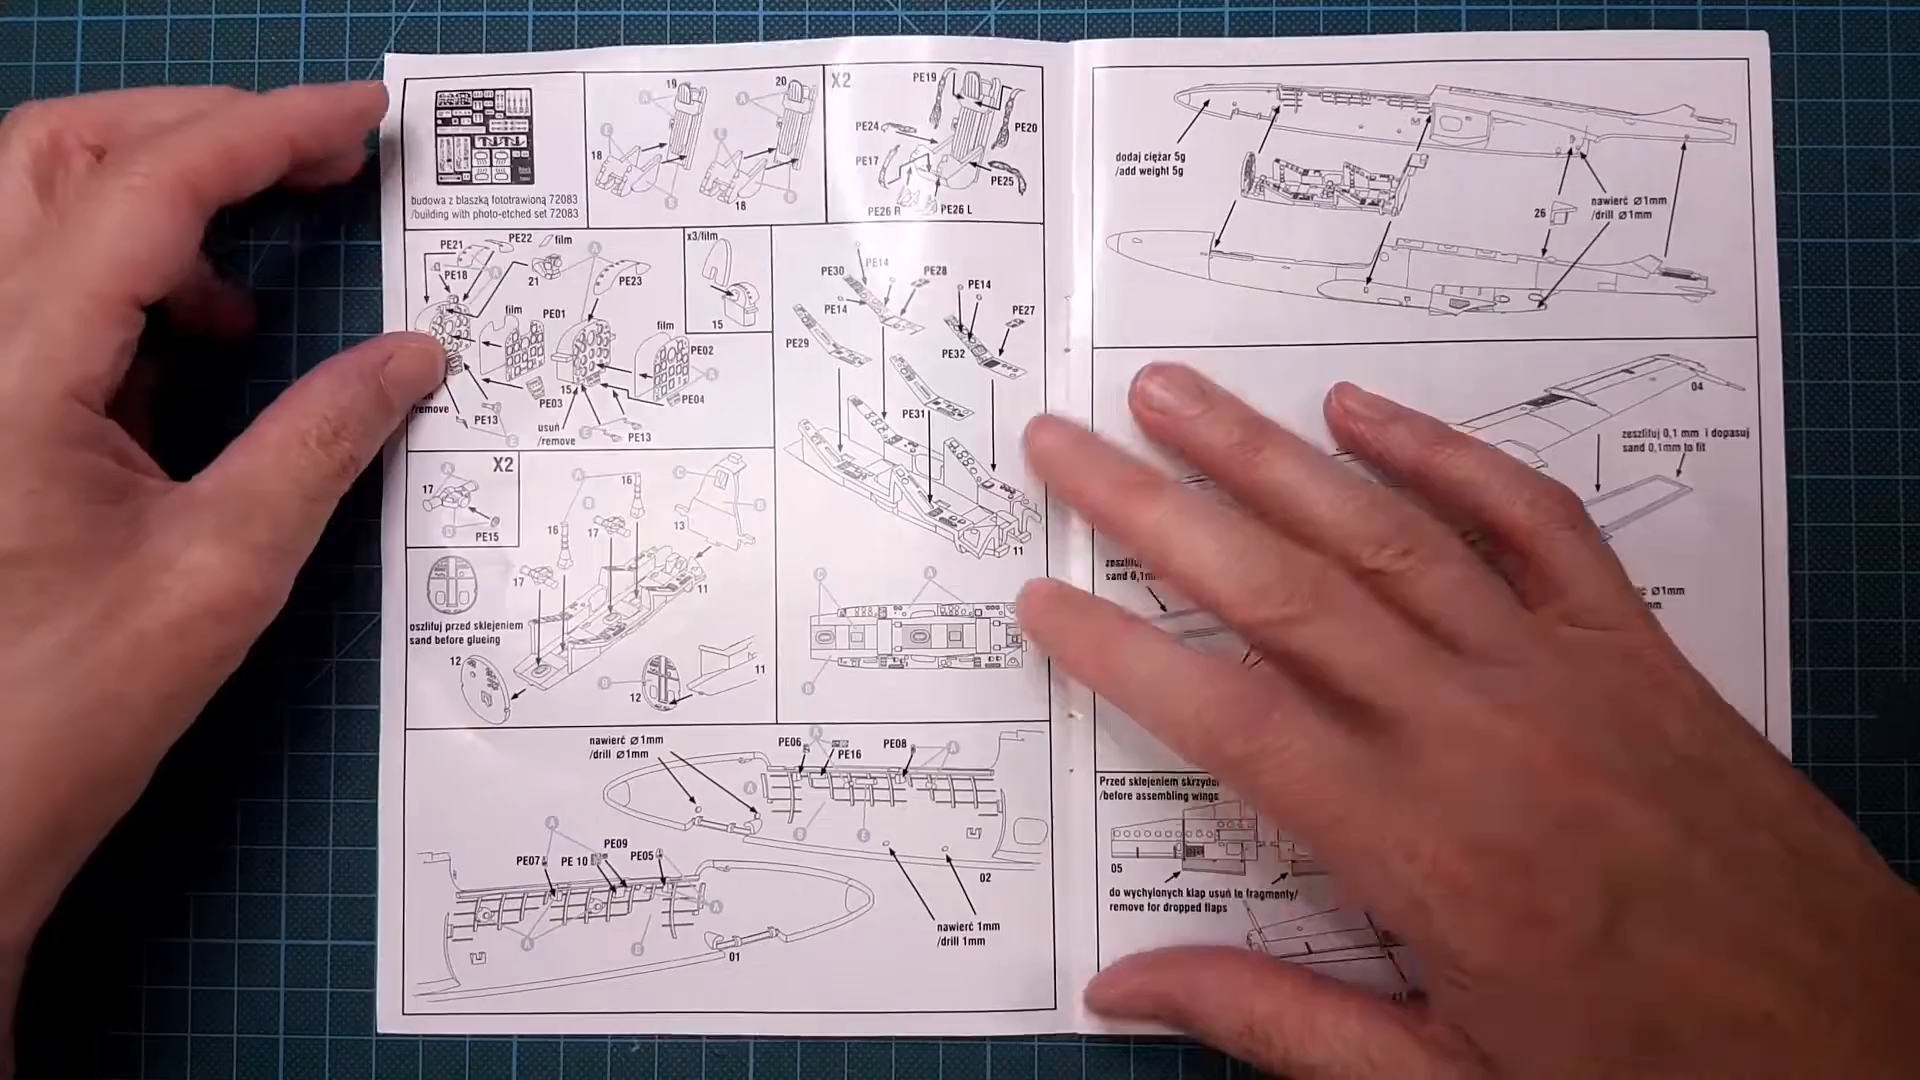 budowa z blaszką fototrawioną 72083
/building with photo-etched set 72083
19
A
C
18
B
20
A
C
18
B
X2
PE19
PE24
PE20
PE17
PE25
PE26 R
PE26 L
PE21
PE22
film
PE18
A
21
A
PE23
film
PE01
film
PE02
A
15
PE03
PE04
/remove
PE13
E
usuń
/remove
E
PE13
x3/film
15
PE14
PE30
PE28
PE14
PE14
PE27
PE29
PE32
PE31
11
C
A
B
X2
A
17
D
PE15
A
16
C
B
16
17
13
B
17
11
oszlifuj przed sklejeniem
sand before glueing
12
B
12
11
nawierć Ø1mm
/drill Ø1mm
PE06
A
PE16
PE08
A
A
B
E
02
A
PE09
PE07
PE 10
PE05
A
A
B
01
nawierć 1mm
/drill 1mm
dodaj ciężar 5g
/add weight 5g
26
nawierć Ø1mm
/drill Ø1mm
04
zeszlifuj 0,1 mm i dopasuj
sand 0,1mm to fit
sand 0,1m
Ø1mm
Przed sklejeniem skrzydeł
/before assembling wings
05
do wychylonych klap usuń te fragmenty/
remove for dropped flaps